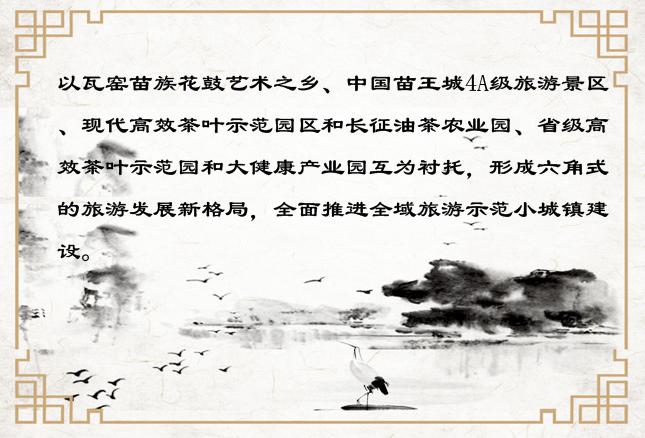 以瓦窑苗族花鼓艺术之乡、中国苗王城4A级旅游景区
、现代高效茶叶示范园区和长征油茶农业园、省级高
效茶叶示范园和大健康产业园互为衬托，形成六角式
的旅游发展新格局，全面推进全域旅游示范小城镇建
设。